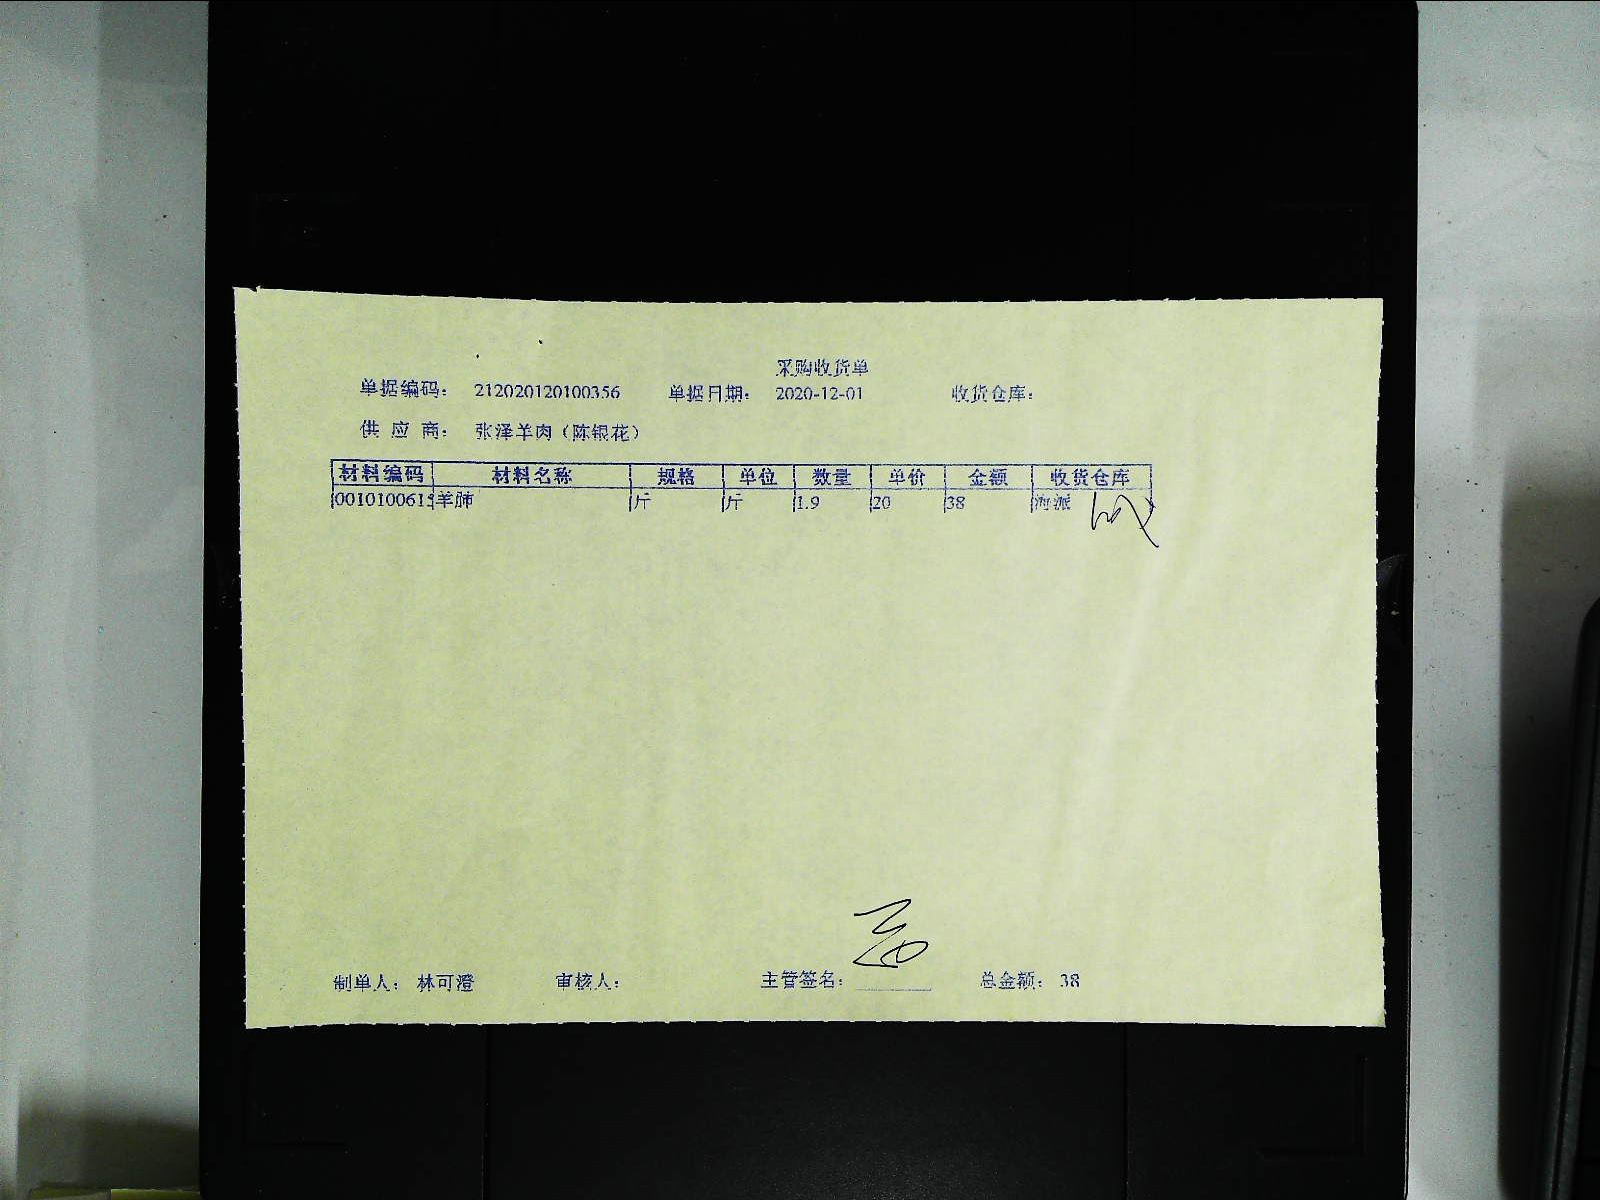 采购收货单
单据编码： 212020120100356 单据日期： 2020-12-01 收货仓库：
供 应 商： 张泽羊肉（陈银花）
材料编码 材料名称 规格 单位 数量 单价 金额 收货仓库
001010061 羊肺 斤 斤 1.9 20 38 海派
制单人： 林可澄 审核人： 主管签名： 总金额： 38